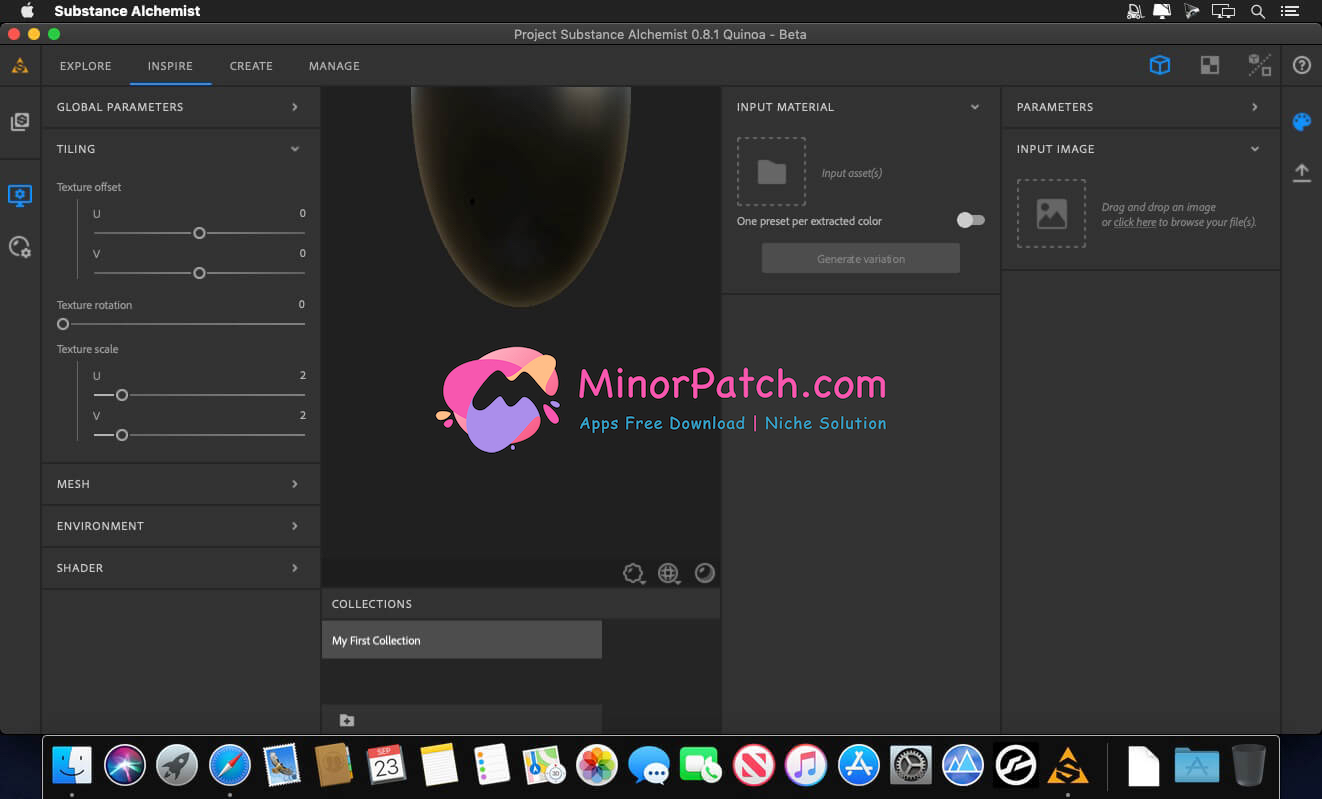 Substance Alchemist
Project Substance Alchemist 0.8.1 Quinoa - Beta
EXPLORE
INSPIRE
CREATE
MANAGE
GLOBAL PARAMETERS
TILING
Texture offset
U 0
V 0
Texture rotation 0
Texture scale
U 2
V 2
MESH
ENVIRONMENT
SHADER
MinorPatch.com
Apps Free Download | Niche Solution
COLLECTIONS
My First Collection
INPUT MATERIAL
Input asset(s)
One preset per extracted color
Generate variation
PARAMETERS
INPUT IMAGE
Drag and drop an image
or click here to browse your file(s).
SEP
23